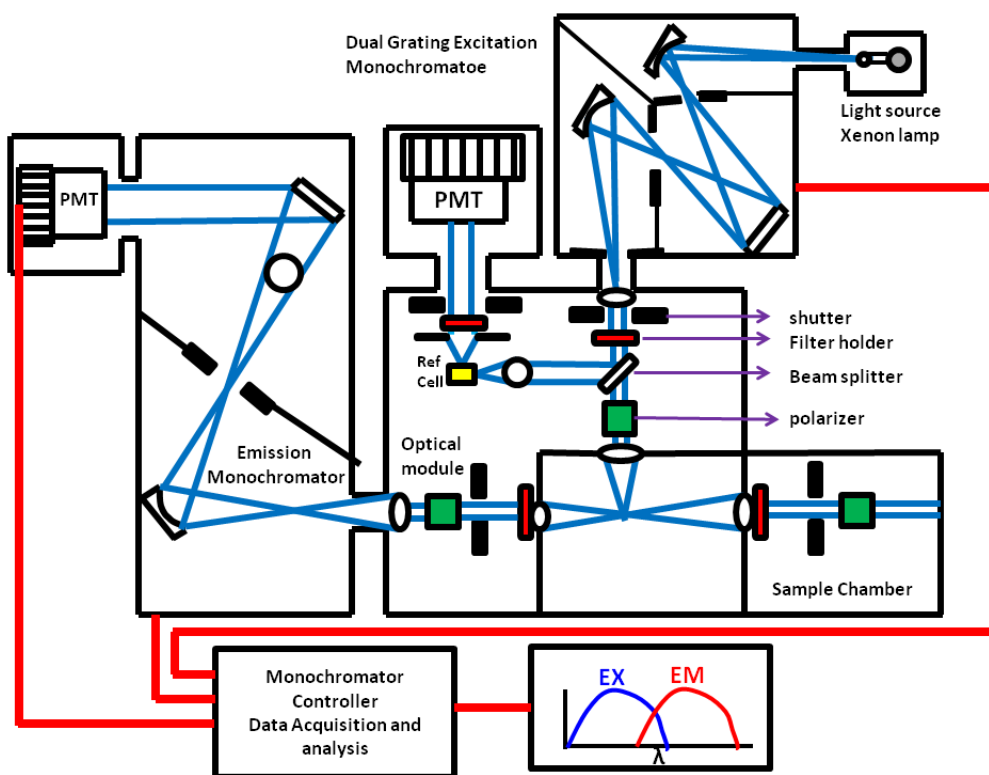 Dual Grating Excitation
Monochromatoe
Light source
Xenon lamp
PMT
PMT
shutter
Filter holder
Ref
Cell
Beam splitter
polarizer
Emission
Monochromator
Optical
module
Sample Chamber
Monochromator
Controller
Data Acquisition and
analysis
EX
EM
λ